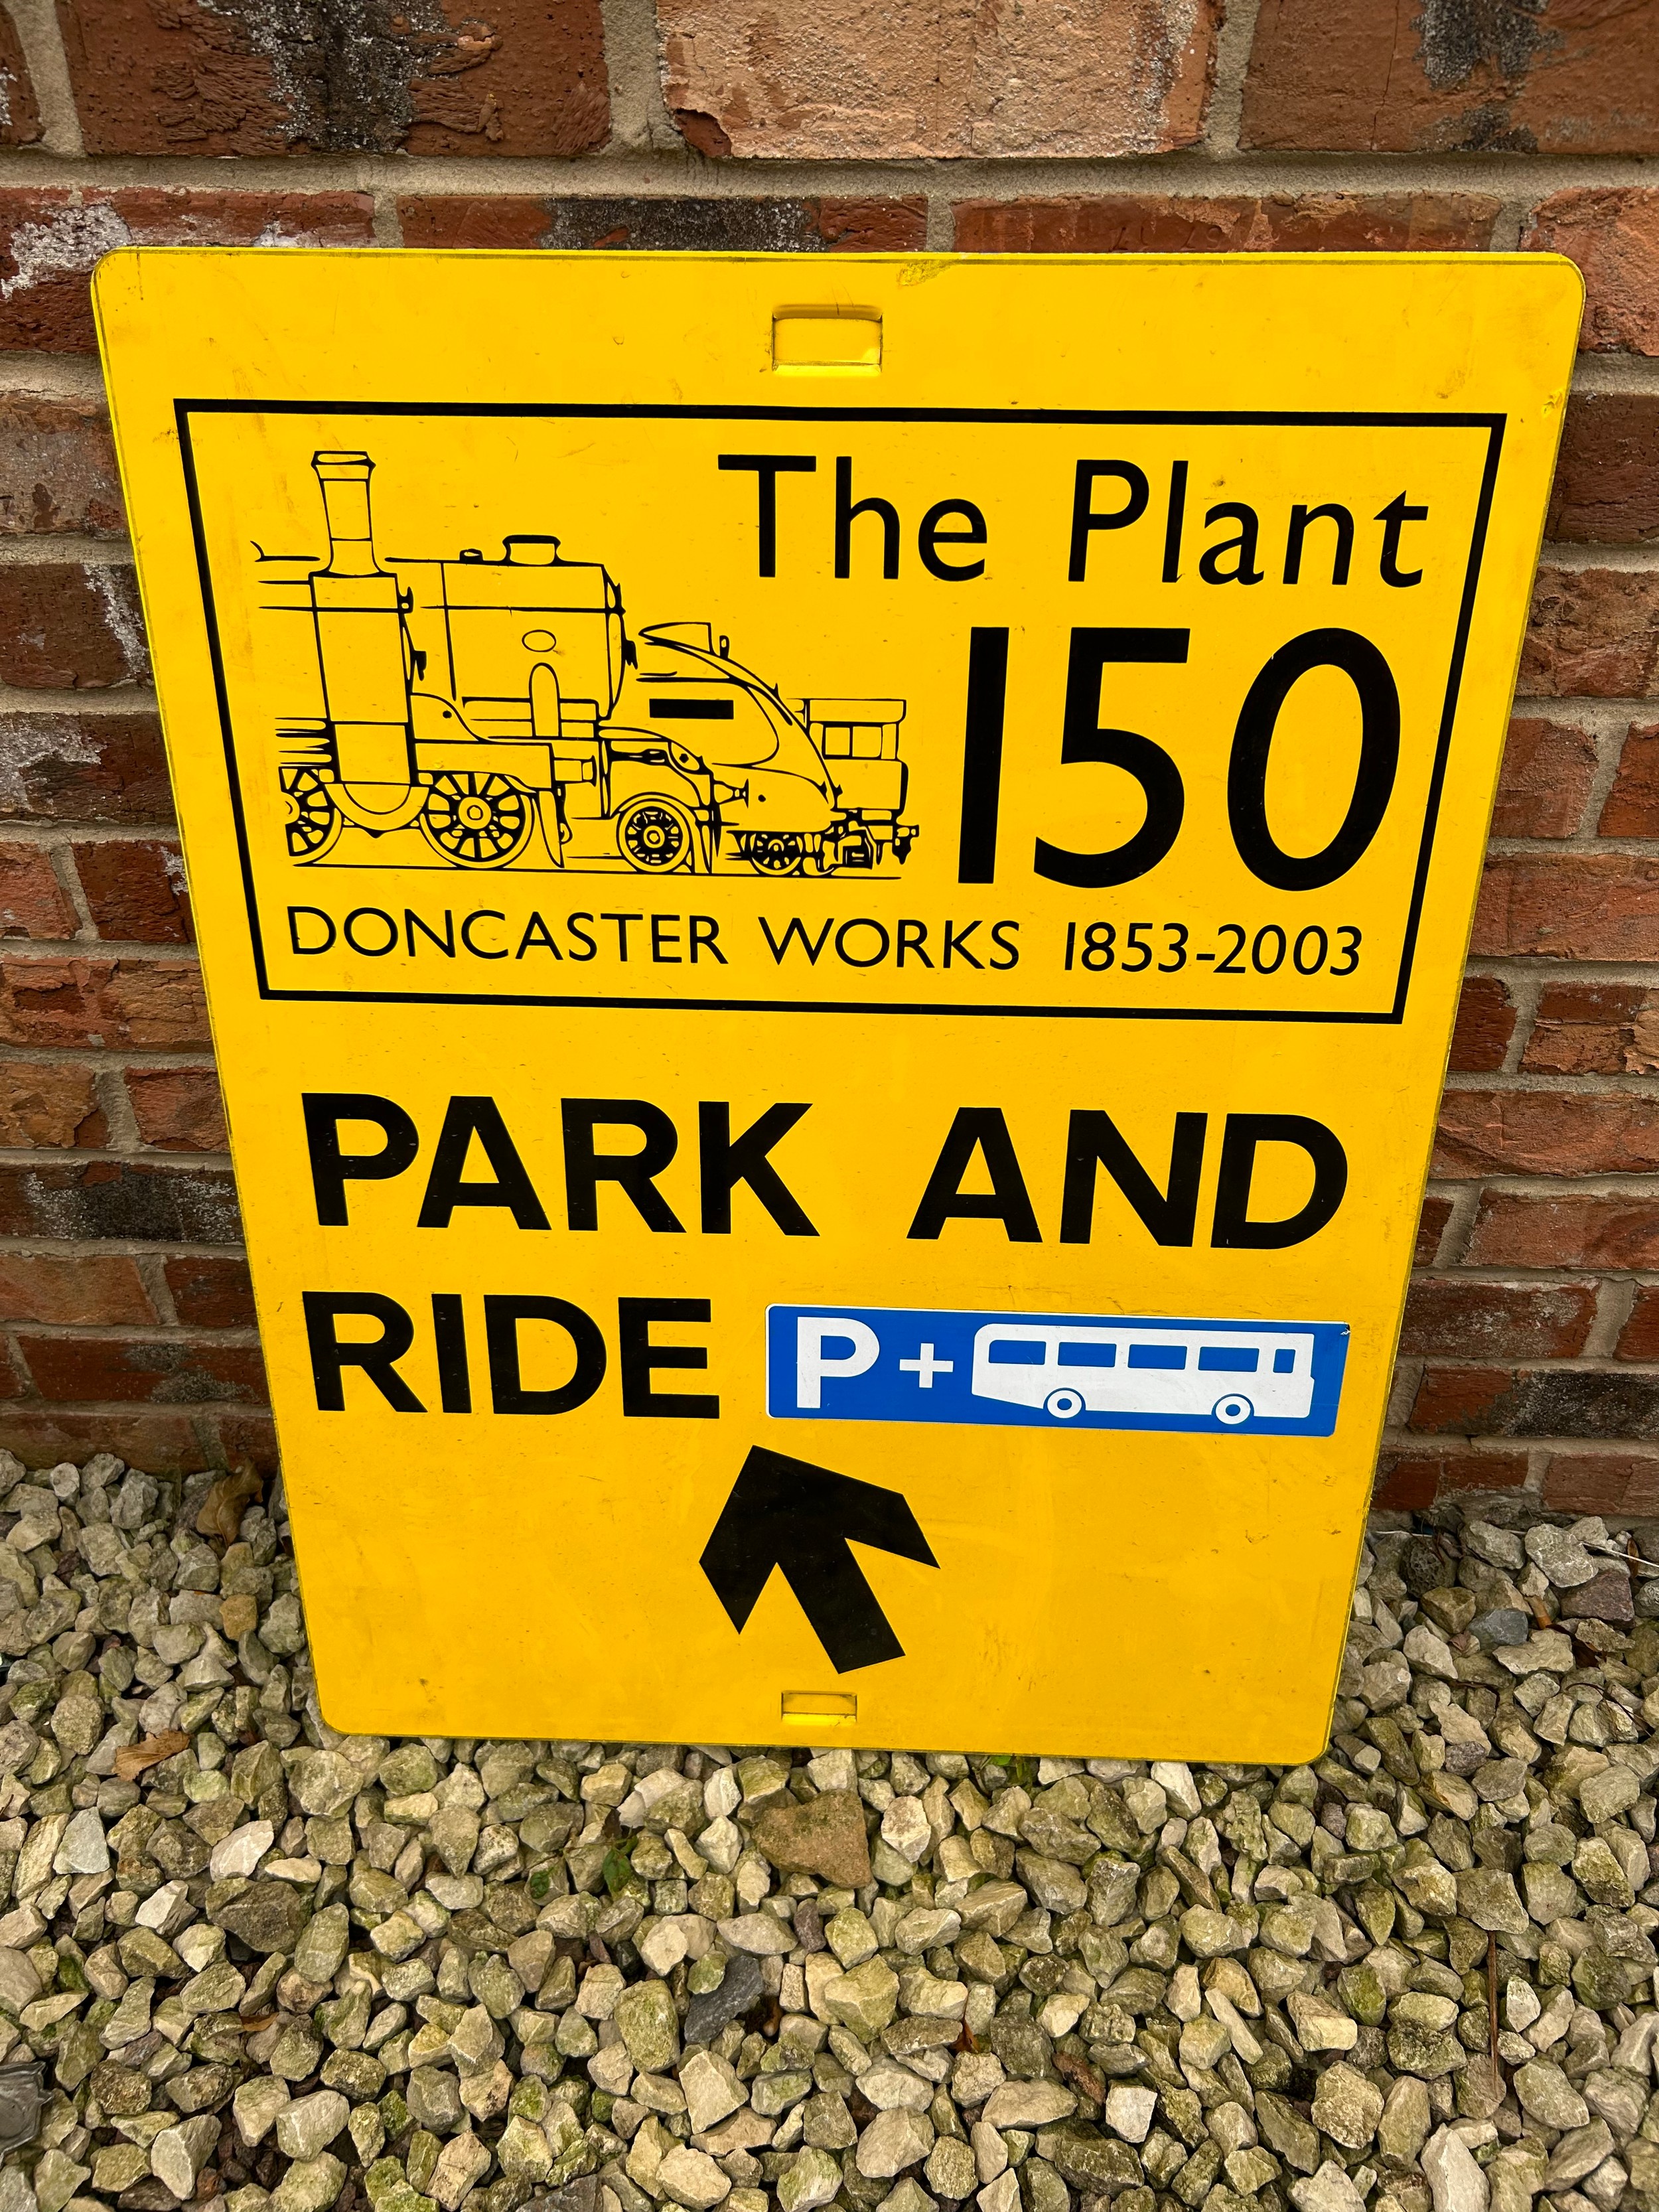 The Plant
150
DONCASTER WORKS 1853-2003
PARK AND
RIDE P+